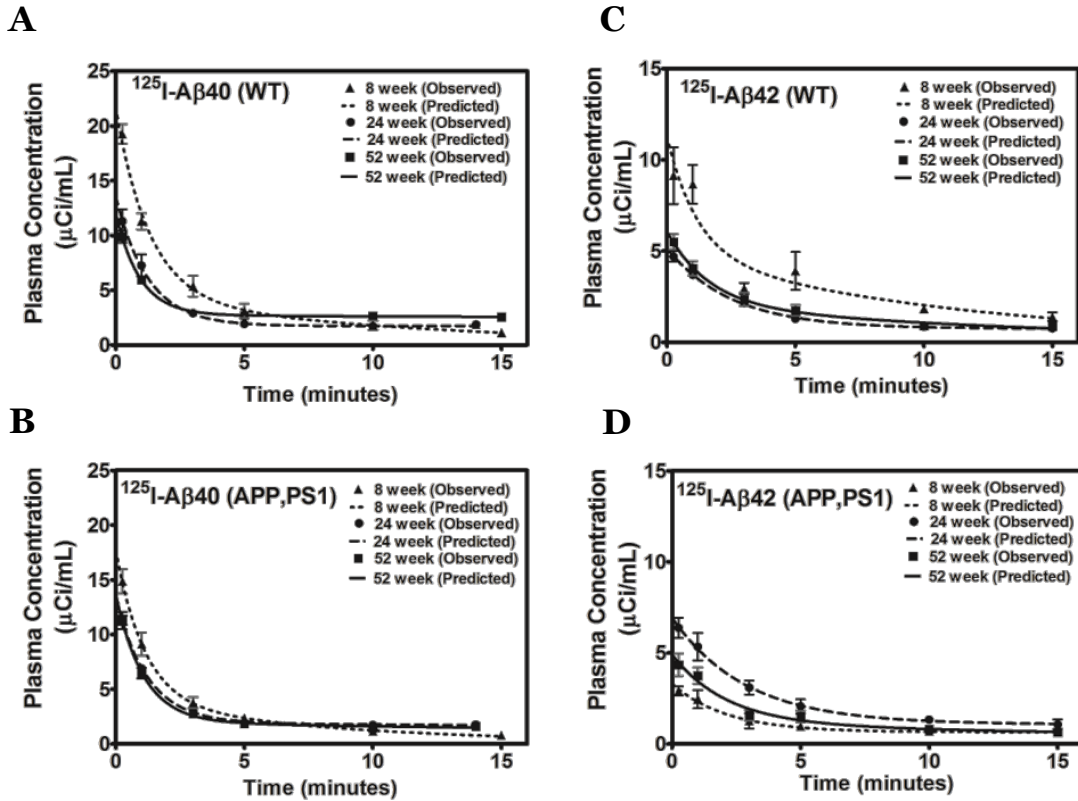 A
25
20
15
10
5
0
0
5
10
15
Plasma Concentration
(μCi/mL)
Time (minutes)
¹²⁵I-Aβ40 (WT)
8 week (Observed)
8 week (Predicted)
24 week (Observed)
24 week (Predicted)
52 week (Observed)
52 week (Predicted)
C
15
10
5
0
0
5
10
15
Plasma Concentration
(μCi/mL)
Time (minutes)
¹²⁵I-Aβ42 (WT)
8 week (Observed)
8 week (Predicted)
24 week (Observed)
24 week (Predicted)
52 week (Observed)
52 week (Predicted)
B
25
20
15
10
5
0
0
5
10
15
Plasma Concentration
(μCi/mL)
Time (minutes)
¹²⁵I-Aβ40 (APP,PS1)
8 week (Observed)
8 week (Predicted)
24 week (Observed)
24 week (Predicted)
52 week (Observed)
52 week (Predicted)
D
15
10
5
0
0
5
10
15
Plasma Concentration
(μCi/mL)
Time (minutes)
¹²⁵I-Aβ42 (APP,PS1)
8 week (Observed)
8 week (Predicted)
24 week (Observed)
24 week (Predicted)
52 week (Observed)
52 week (Predicted)